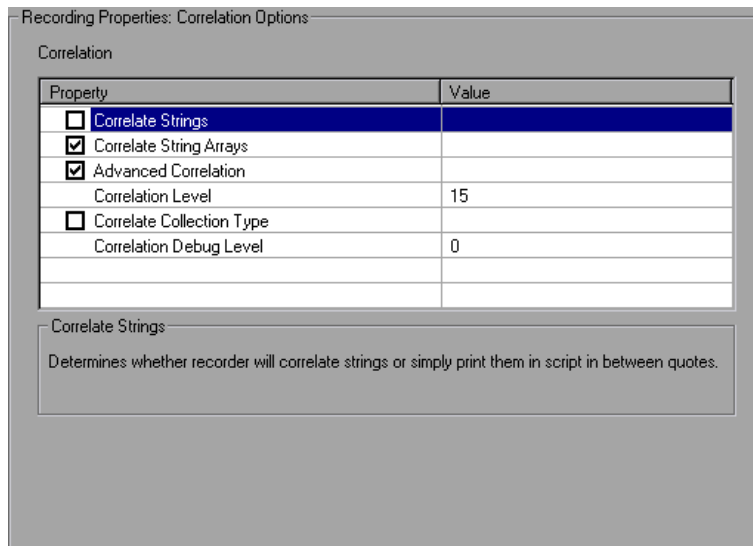 Recording Properties: Correlation Options
Correlation
Property Value
Correlate Strings
Correlate String Arrays
Advanced Correlation
Correlation Level 15
Correlate Collection Type
Correlation Debug Level 0
Correlate Strings
Determines whether recorder will correlate strings or simply print them in script in between quotes.